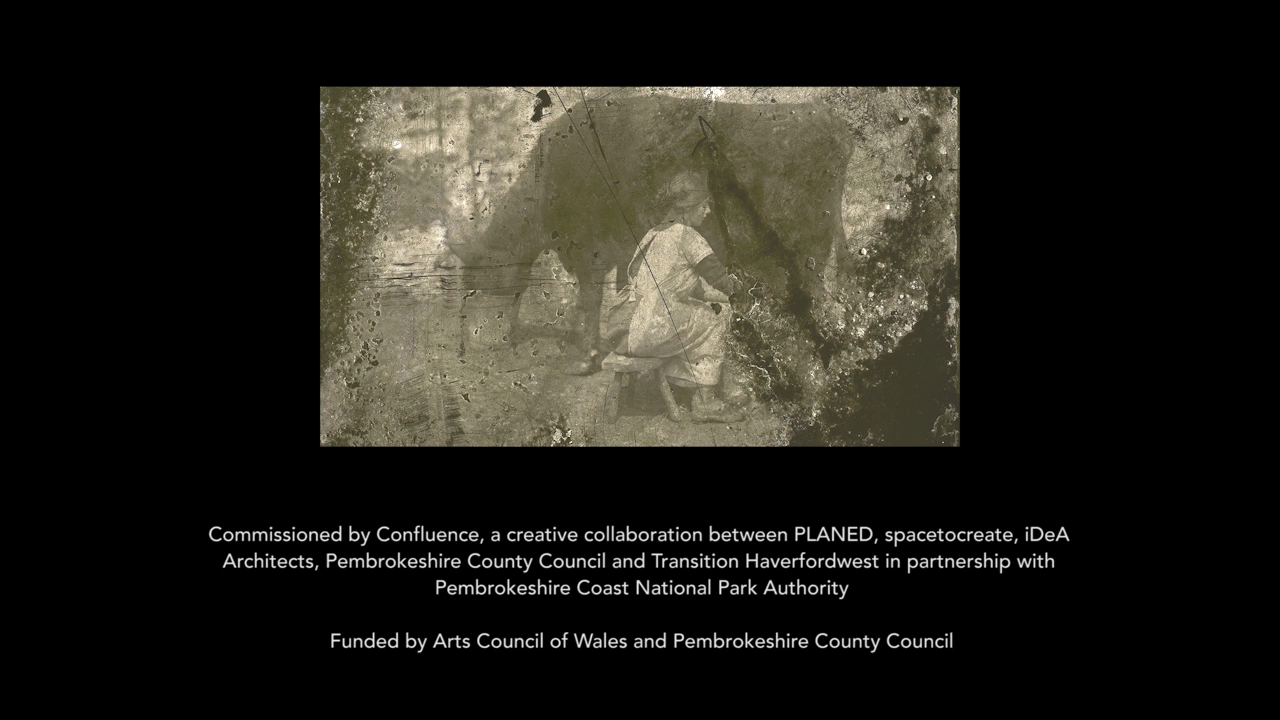 Commissioned by Confluence, a creative collaboration between PLANED, spacetocreate, iDeA
Architects, Pembrokeshire County Council and Transition Haverfordwest in partnership with
Pembrokeshire Coast National Park Authority
Funded by Arts Council of Wales and Pembrokeshire County Council